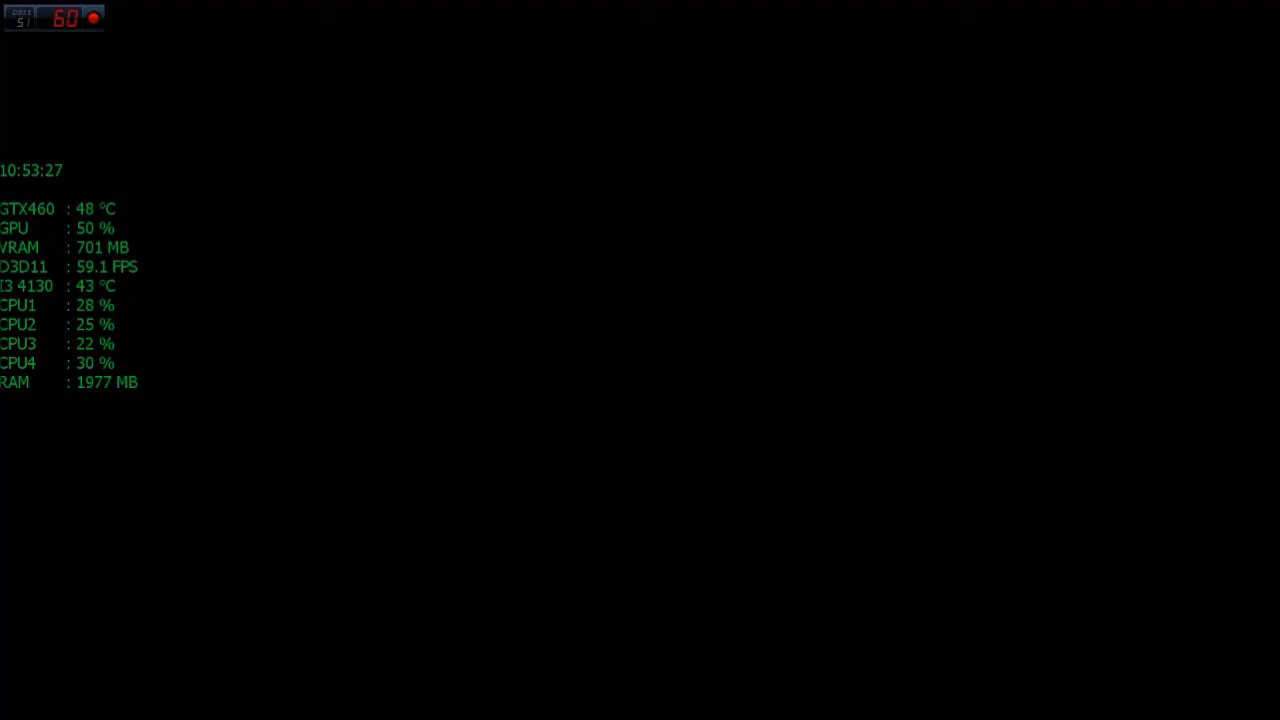 51 60
10:53:27
GTX460 : 48 °C
GPU : 50 %
VRAM : 701 MB
D3D11 : 59.1 FPS
I3 4130 : 43 °C
CPU1 : 28 %
CPU2 : 25 %
CPU3 : 22 %
CPU4 : 30 %
RAM : 1977 MB